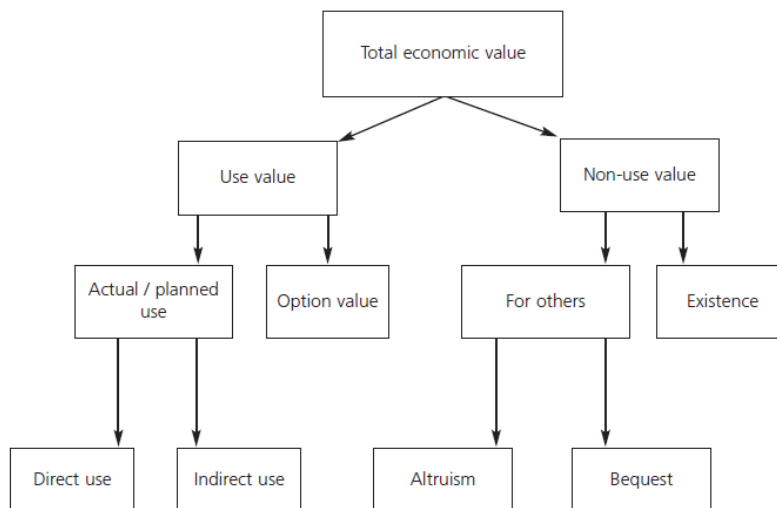 Total economic value
Use value
Non-use value
Actual / planned
use
Option value
For others
Existence
Direct use
Indirect use
Altruism
Bequest